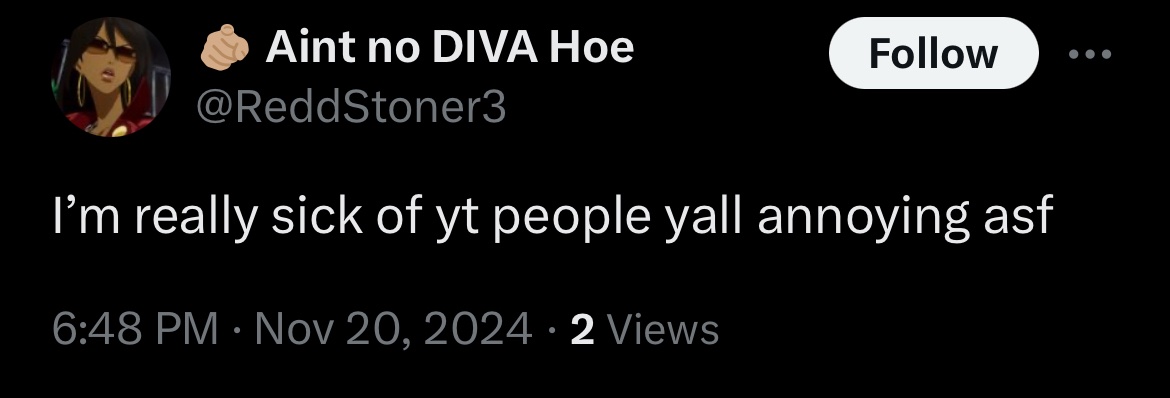 🫵🏼 Aint no DIVA Hoe
Follow
@ReddStoner3
I’m really sick of yt people yall annoying asf
6:48 PM · Nov 20, 2024 · 2 Views